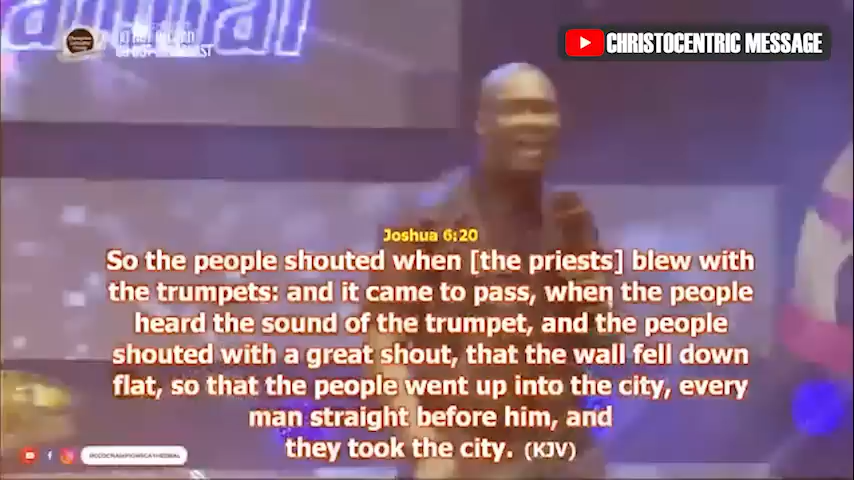 CHRISTOCENTRIC MESSAGE
Joshua 6:20
So the people shouted when [the priests] blew with
the trumpets: and it came to pass, when the people
heard the sound of the trumpet, and the people
shouted with a great shout, that the wall fell down
flat, so that the people went up into the city, every
man straight before him, and
they took the city. (KJV)